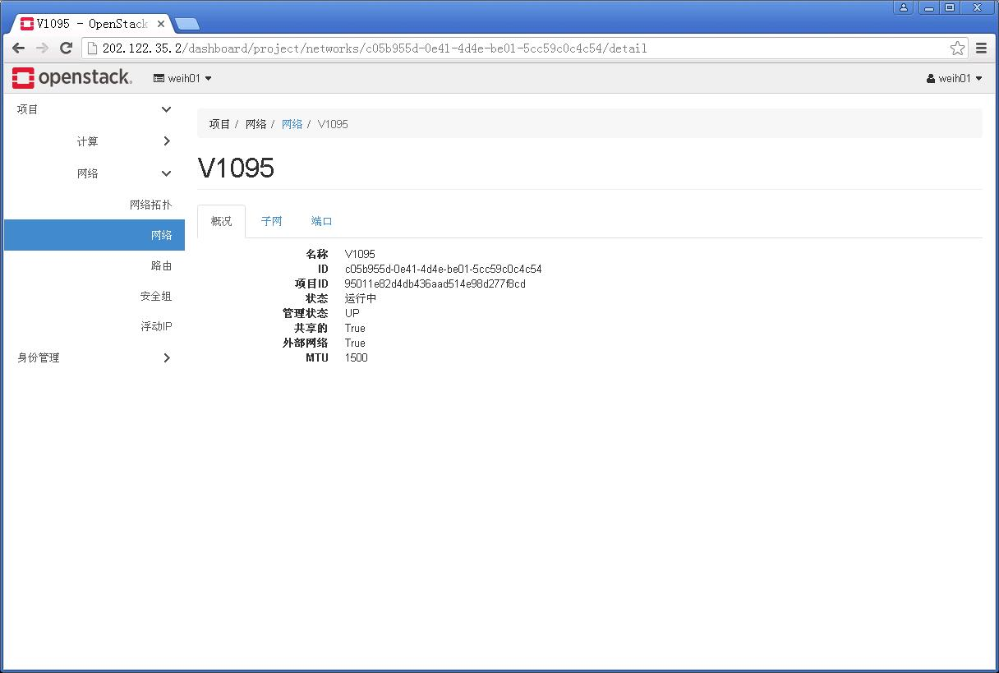 V1095 - OpenStack
202.122.35.2/dashboard/project/networks/c05b955d-0e41-4d4e-be01-5cc59c0c4c54/detail
openstack. weih01 weih01
项目
计算
网络
网络拓扑
网络
路由
安全组
浮动IP
身份管理
项目 / 网络 / 网络 / V1095
V1095
概况 子网 端口
名称 V1095
ID c05b955d-0e41-4d4e-be01-5cc59c0c4c54
项目ID 95011e82d4db436aad514e98d277f8cd
状态 运行中
管理状态 UP
共享的 True
外部网络 True
MTU 1500